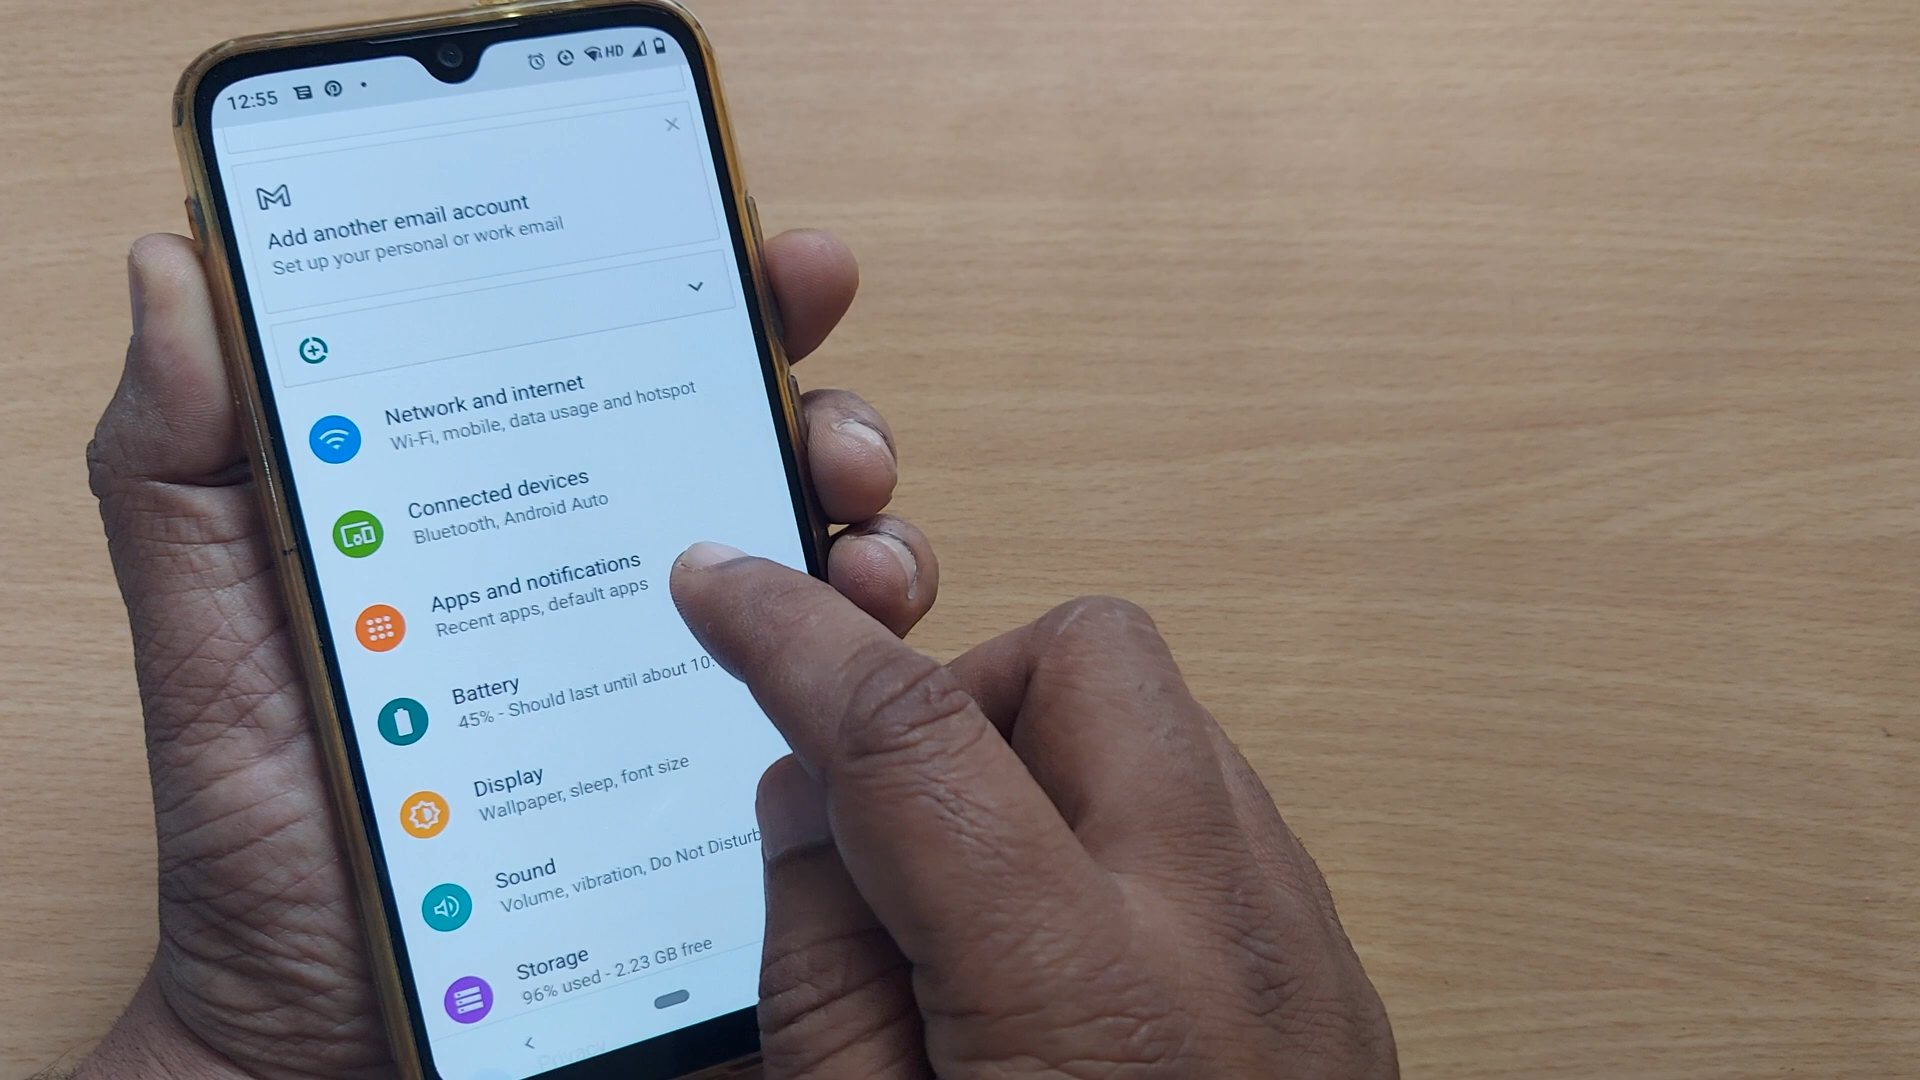 12:55 HD
Add another email account
Set up your personal or work email
Network and internet
Wi-Fi, mobile, data usage and hotspot
Connected devices
Bluetooth, Android Auto
Apps and notifications
Recent apps, default apps
Battery
45% - Should last until about 10:
Display
Wallpaper, sleep, font size
Sound
Volume, vibration, Do Not Disturb
Storage
96% used - 2.23 GB free
Privacy